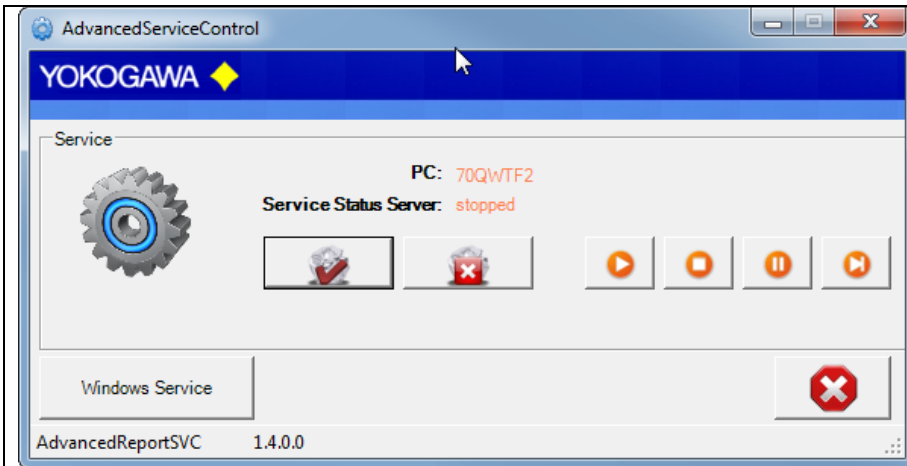 AdvancedServiceControl
YOKOGAWA
Service
PC: 70QWTF2
Service Status Server: stopped
Windows Service
AdvancedReportSVC 1.4.0.0